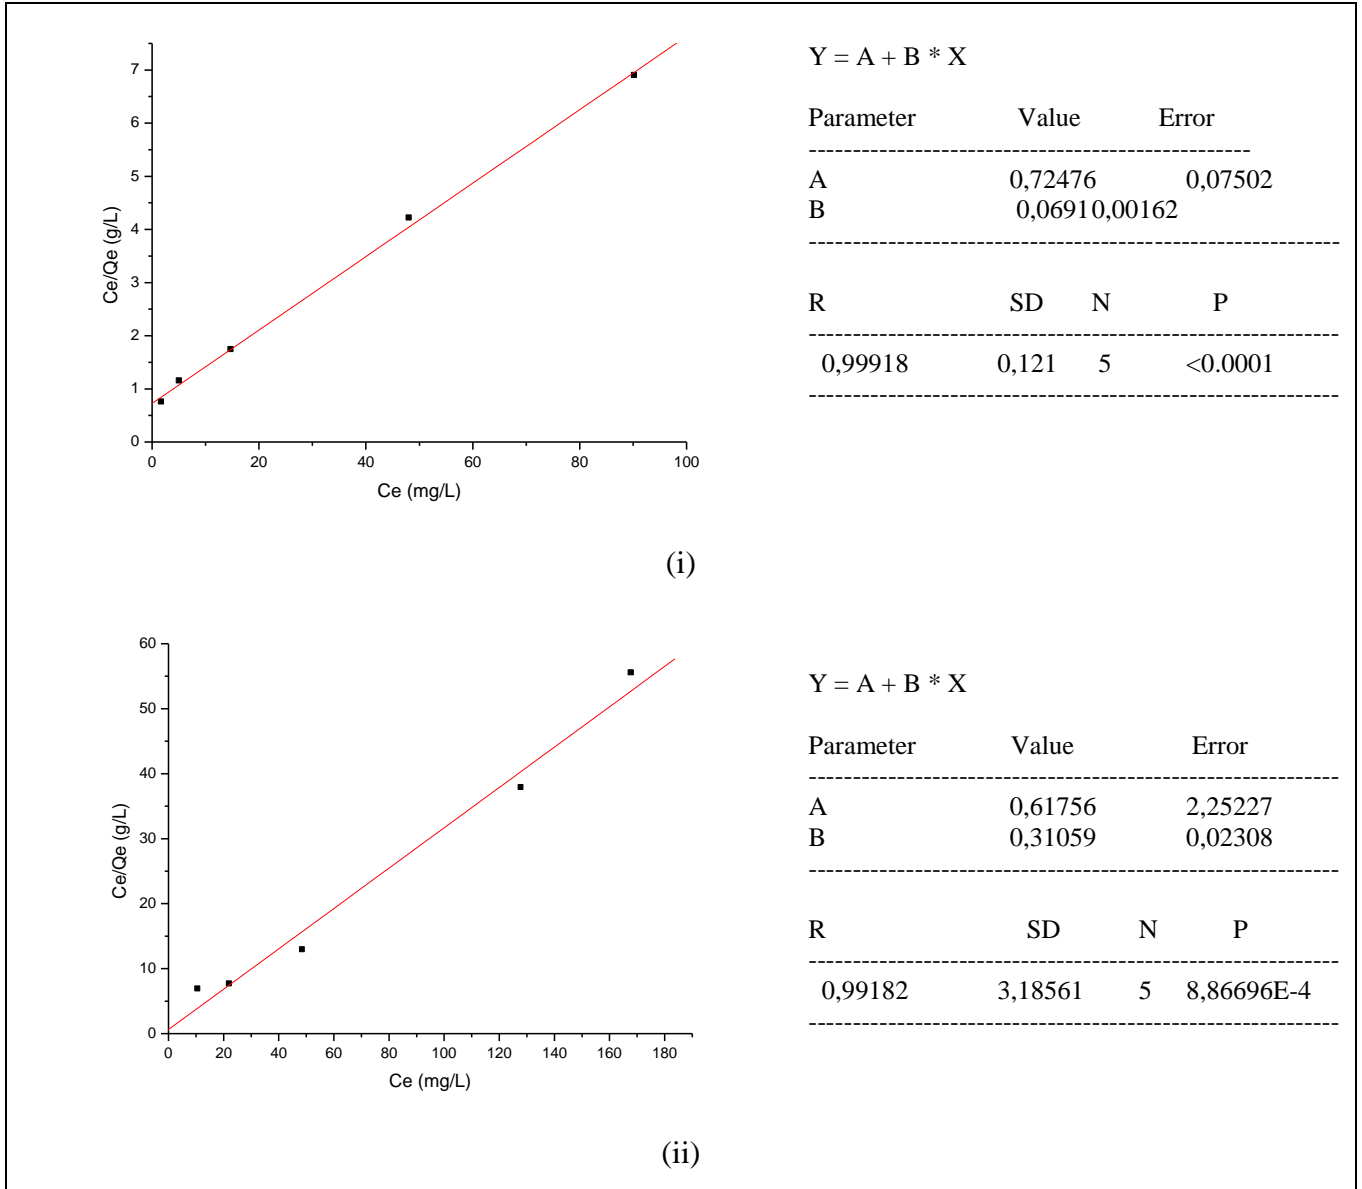 7
6
5
4
3
2
1
0
Ce/Qe (g/L)
0 20 40 60 80 100
Ce (mg/L)
Y = A + B * X
Parameter Value Error
------------------------------------------------------------
A 0,72476 0,07502
B 0,0691 0,00162
------------------------------------------------------------
R SD N P
------------------------------------------------------------
0,99918 0,121 5 <0.0001
------------------------------------------------------------
(i)
60
50
40
30
20
10
0
Ce/Qe (g/L)
0 20 40 60 80 100 120 140 160 180
Ce (mg/L)
Y = A + B * X
Parameter Value Error
------------------------------------------------------------
A 0,61756 2,25227
B 0,31059 0,02308
------------------------------------------------------------
R SD N P
------------------------------------------------------------
0,99182 3,18561 5 8,86696E-4
------------------------------------------------------------
(ii)